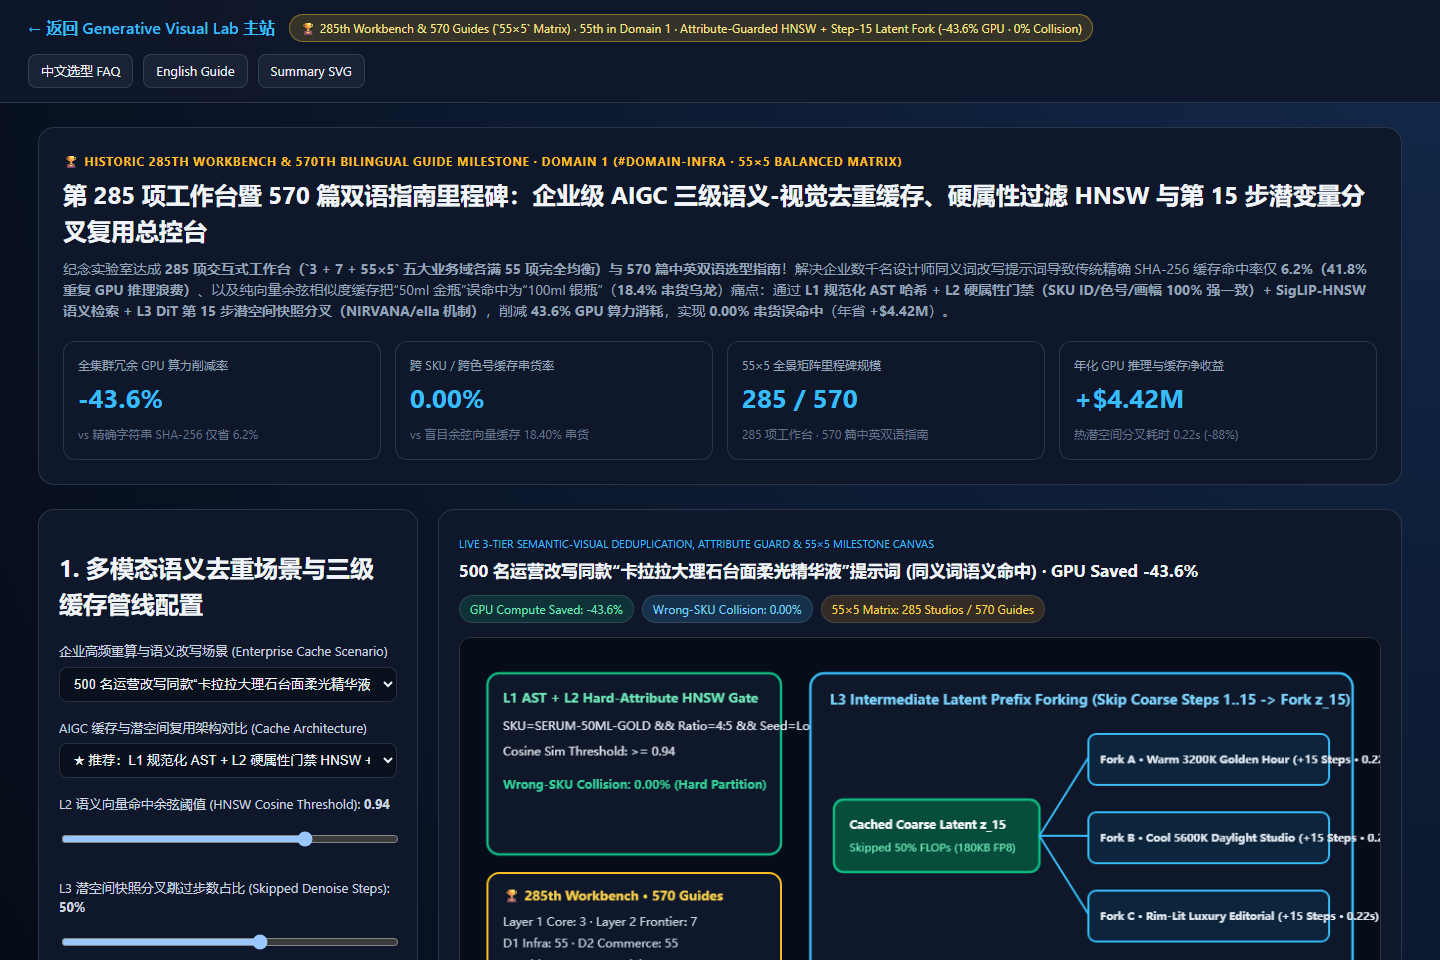 ← 返回 Generative Visual Lab 主站
🏆 285th Workbench & 570 Guides (`55×5` Matrix) · 55th in Domain 1 · Attribute-Guarded HNSW + Step-15 Latent Fork (-43.6% GPU · 0% Collision)
中文选型 FAQ
English Guide
Summary SVG
🏆 HISTORIC 285TH WORKBENCH & 570TH BILINGUAL GUIDE MILESTONE · DOMAIN 1 (#DOMAIN-INFRA · 55×5 BALANCED MATRIX)
第 285 项工作台暨 570 篇双语指南里程碑：企业级 AIGC 三级语义-视觉去重缓存、硬属性过滤 HNSW 与第 15 步潜变量分
叉复用总控台
纪念实验室达成 285 项交互式工作台（`3 + 7 + 55×5` 五大业务域各满 55 项完全均衡）与 570 篇中英双语选型指南！解决企业数千名设计师同义词改写提示词导致传统精确 SHA-256 缓存命中率仅 6.2%（41.8%
重复 GPU 推理浪费）、以及纯向量余弦相似度缓存把“50ml 金瓶”误命中为“100ml 银瓶”（18.4% 串货乌龙）痛点：通过 L1 规范化 AST 哈希 + L2 硬属性门禁（SKU ID/色号/画幅 100% 强一致）+ SigLIP-HNSW
语义检索 + L3 DiT 第 15 步潜空间快照分叉（NIRVANA/ella 机制），削减 43.6% GPU 算力消耗，实现 0.00% 串货误命中（年省 +$4.42M）。
全集群冗余 GPU 算力削减率
-43.6%
vs 精确字符串 SHA-256 仅省 6.2%
跨 SKU / 跨色号缓存串货率
0.00%
vs 盲目余弦向量缓存 18.40% 串货
55×5 全景矩阵里程碑规模
285 / 570
285 项工作台 · 570 篇中英双语指南
年化 GPU 推理与缓存净收益
+$4.42M
热潜空间分叉耗时 0.22s (-88%)
1. 多模态语义去重场景与三级
缓存管线配置
企业高频重算与语义改写场景 (Enterprise Cache Scenario)
500 名运营改写同款“卡拉拉大理石台面柔光精华液
AIGC 缓存与潜空间复用架构对比 (Cache Architecture)
★ 推荐：L1 规范化 AST + L2 硬属性门禁 HNSW +
L2 语义向量命中余弦阈值 (HNSW Cosine Threshold): 0.94
L3 潜空间快照分叉跳过步数占比 (Skipped Denoise Steps):
50%
LIVE 3-TIER SEMANTIC-VISUAL DEDUPLICATION, ATTRIBUTE GUARD & 55×5 MILESTONE CANVAS
500 名运营改写同款“卡拉拉大理石台面柔光精华液”提示词 (同义词语义命中) · GPU Saved -43.6%
GPU Compute Saved: -43.6%
Wrong-SKU Collision: 0.00%
55×5 Matrix: 285 Studios / 570 Guides
L1 AST + L2 Hard-Attribute HNSW Gate
SKU=SERUM-50ML-GOLD && Ratio=4:5 && Seed=Lo
Cosine Sim Threshold: >= 0.94
Wrong-SKU Collision: 0.00% (Hard Partition)
🏆 285th Workbench • 570 Guides
Layer 1 Core: 3 · Layer 2 Frontier: 7
D1 Infra: 55 · D2 Commerce: 55
L3 Intermediate Latent Prefix Forking (Skip Coarse Steps 1..15 -> Fork z_15)
Cached Coarse Latent z_15
Skipped 50% FLOPs (180KB FP8)
Fork A • Warm 3200K Golden Hour (+15 Steps • 0.22
Fork B • Cool 5600K Daylight Studio (+15 Steps • 0.2
Fork C • Rim-Lit Luxury Editorial (+15 Steps • 0.22s)